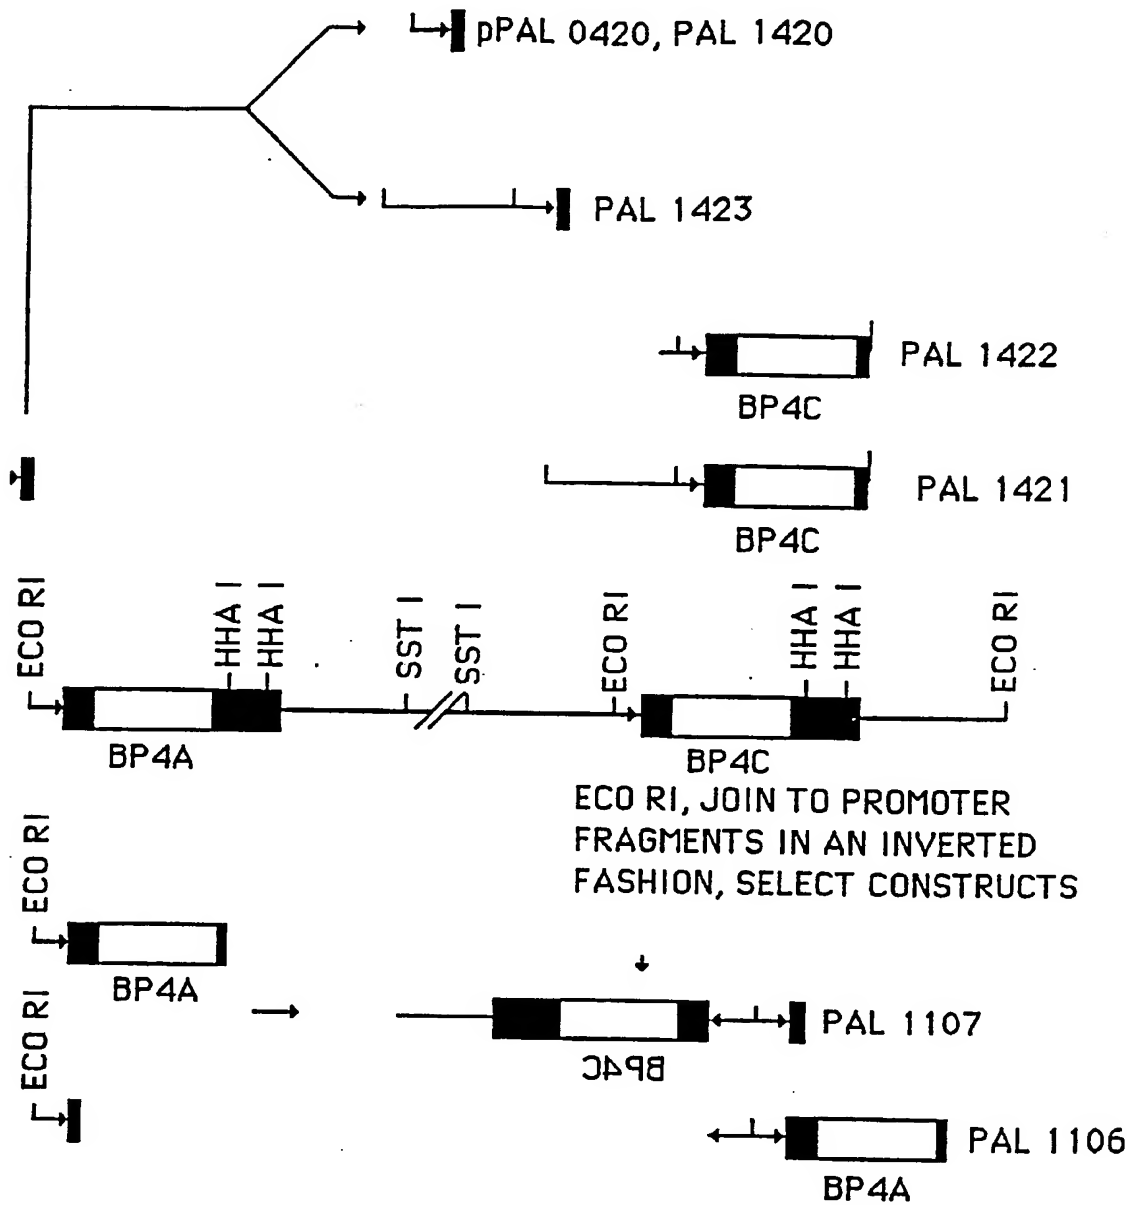 pPAL 0420, PAL 1420
PAL 1423
PAL 1422
BP4C
PAL 1421
BP4C
ECO RI
HHA I
HHA I
SST I
SST I
ECO RI
HHA I
HHA I
ECO RI
BP4A
BP4C
ECO RI, JOIN TO PROMOTER
FRAGMENTS IN AN INVERTED
FASHION, SELECT CONSTRUCTS
ECO RI
BP4A
ECO RI
PAL 1107
BP4C
PAL 1106
BP4A